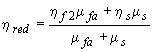 η_red = (η_f2 μ_fa + η_s μ_s) / (μ_fa + μ_s)